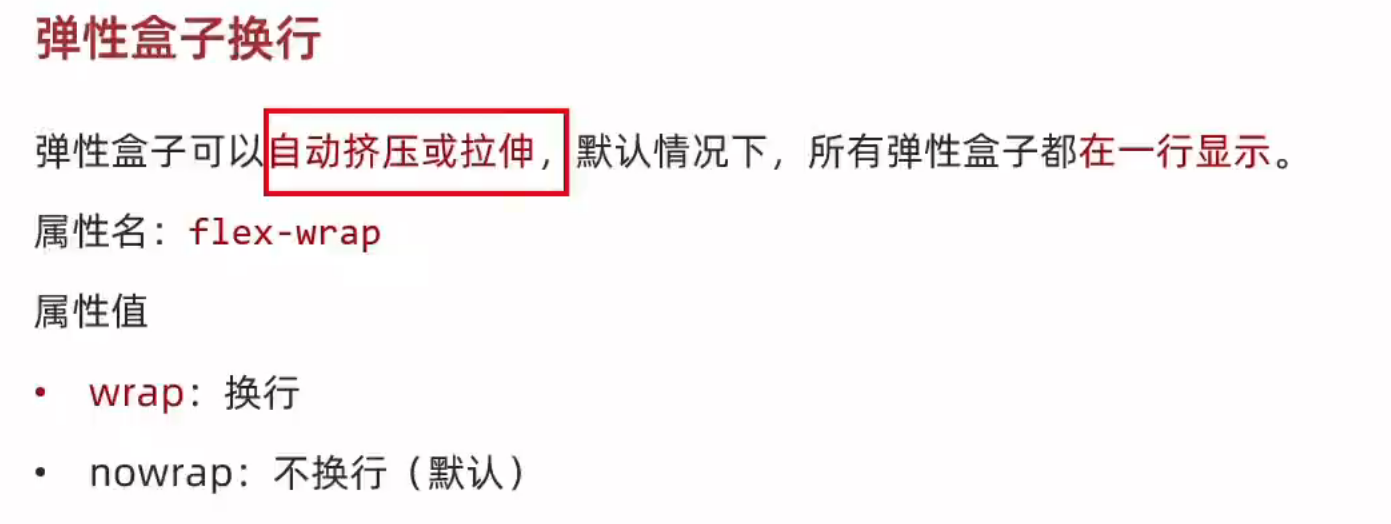 弹性盒子换行
弹性盒子可以自动挤压或拉伸，默认情况下，所有弹性盒子都在一行显示。
属性名：flex-wrap
属性值
• wrap：换行
• nowrap：不换行（默认）